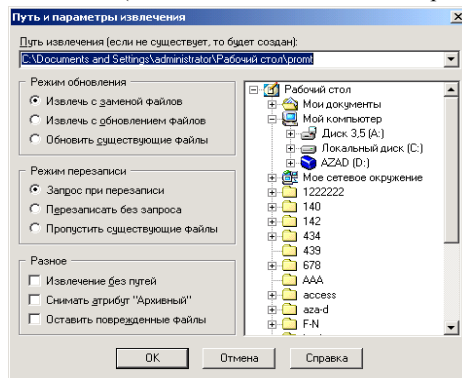 Путь и параметры извлечения
Путь извлечения (если не существует, то будет создан):
C:\Documents and Settings\administrator\Рабочий стол\promt
Режим обновления
Извлечь с заменой файлов
Извлечь с обновлением файлов
Обновить существующие файлы
Режим перезаписи
Запрос при перезаписи
Перезаписать без запроса
Пропустить существующие файлы
Разное
Извлечение без путей
Снимать атрибут "Архивный"
Оставить поврежденные файлы
Рабочий стол
Мои документы
Мой компьютер
Диск 3,5 (A:)
Локальный диск (C:)
AZAD (D:)
Мое сетевое окружение
1222222
140
142
434
439
678
AAA
access
aza-d
F-N
OK Отмена Справка